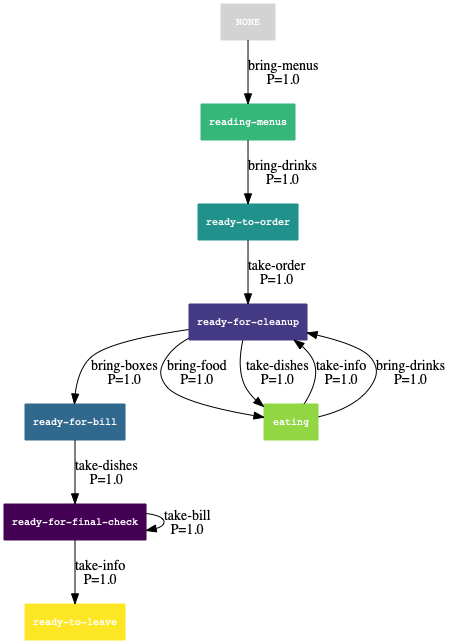 NONE
bring-menus
P=1.0
reading-menus
bring-drinks
P=1.0
ready-to-order
take-order
P=1.0
ready-for-cleanup
bring-boxes
P=1.0
bring-food
P=1.0
take-dishes
P=1.0
take-info
P=1.0
bring-drinks
P=1.0
ready-for-bill
eating
take-dishes
P=1.0
ready-for-final-check
take-bill
P=1.0
take-info
P=1.0
ready-to-leave